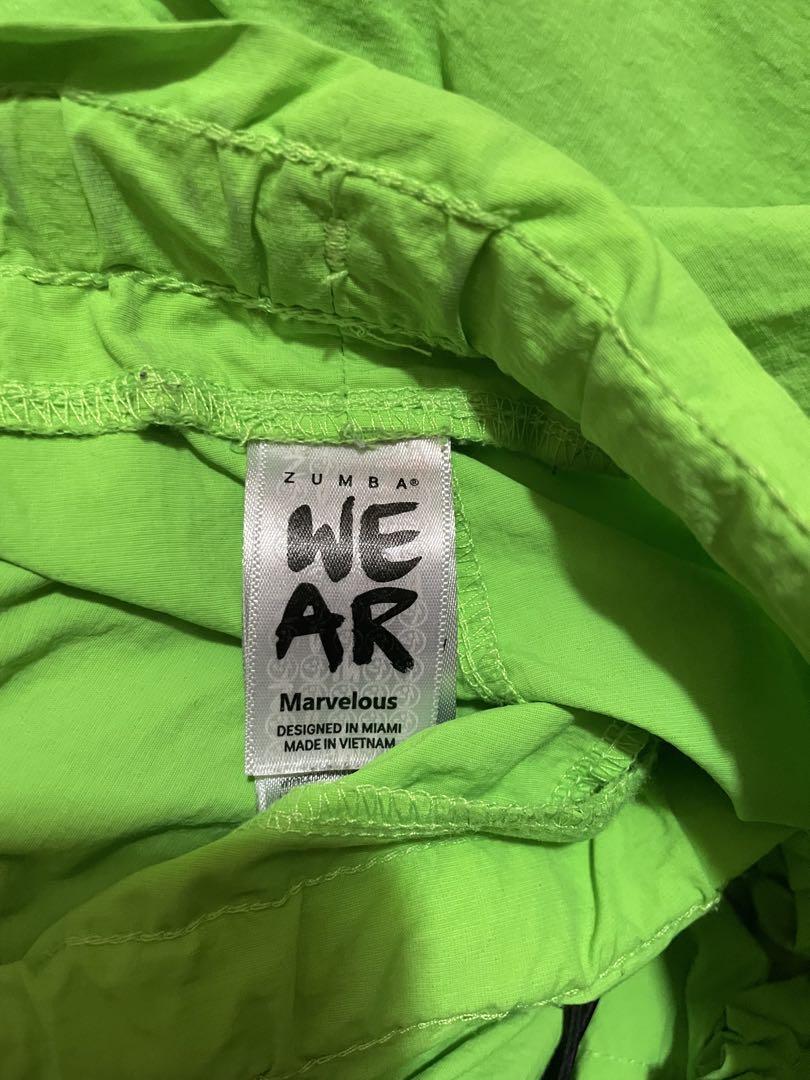 ZUMBA®
WE
AR
Marvelous
DESIGNED IN MIAMI
MADE IN VIETNAM